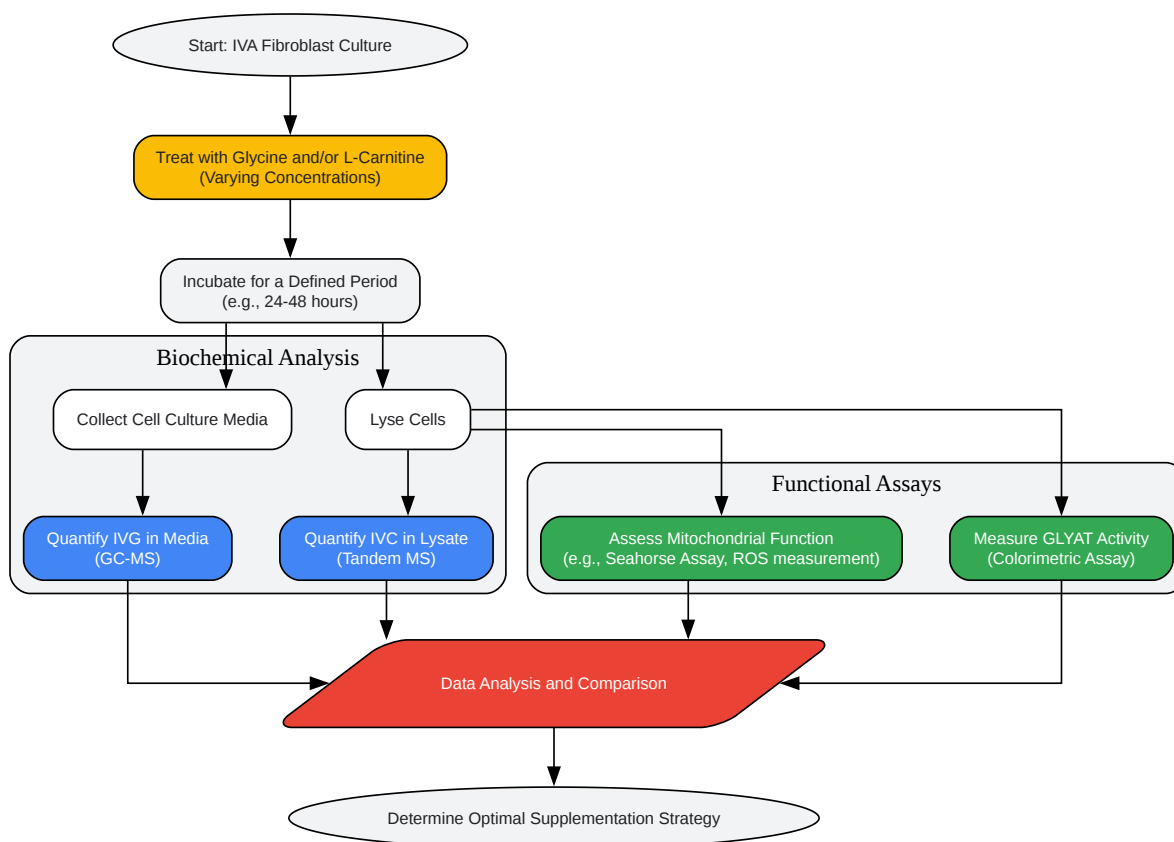 Start: IVA Fibroblast Culture
Treat with Glycine and/or L-Carnitine
(Varying Concentrations)
Incubate for a Defined Period
(e.g., 24-48 hours)
Biochemical Analysis
Collect Cell Culture Media
Lyse Cells
Functional Assays
Quantify IVG in Media
(GC-MS)
Quantify IVC in Lysate
(Tandem MS)
Assess Mitochondrial Function
(e.g., Seahorse Assay, ROS measurement)
Measure GLYAT Activity
(Colorimetric Assay)
Data Analysis and Comparison
Determine Optimal Supplementation Strategy